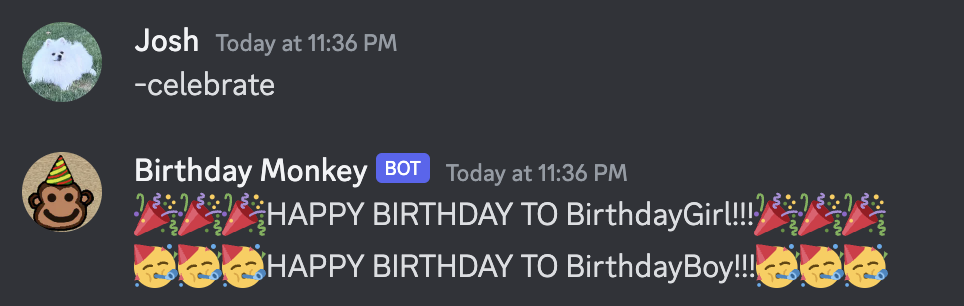 Josh Today at 11:36 PM
-celebrate
Birthday Monkey BOT Today at 11:36 PM
🎉🎉🎉HAPPY BIRTHDAY TO BirthdayGirl!!!🎉🎉🎉
🥳🥳🥳HAPPY BIRTHDAY TO BirthdayBoy!!!🥳🥳🥳